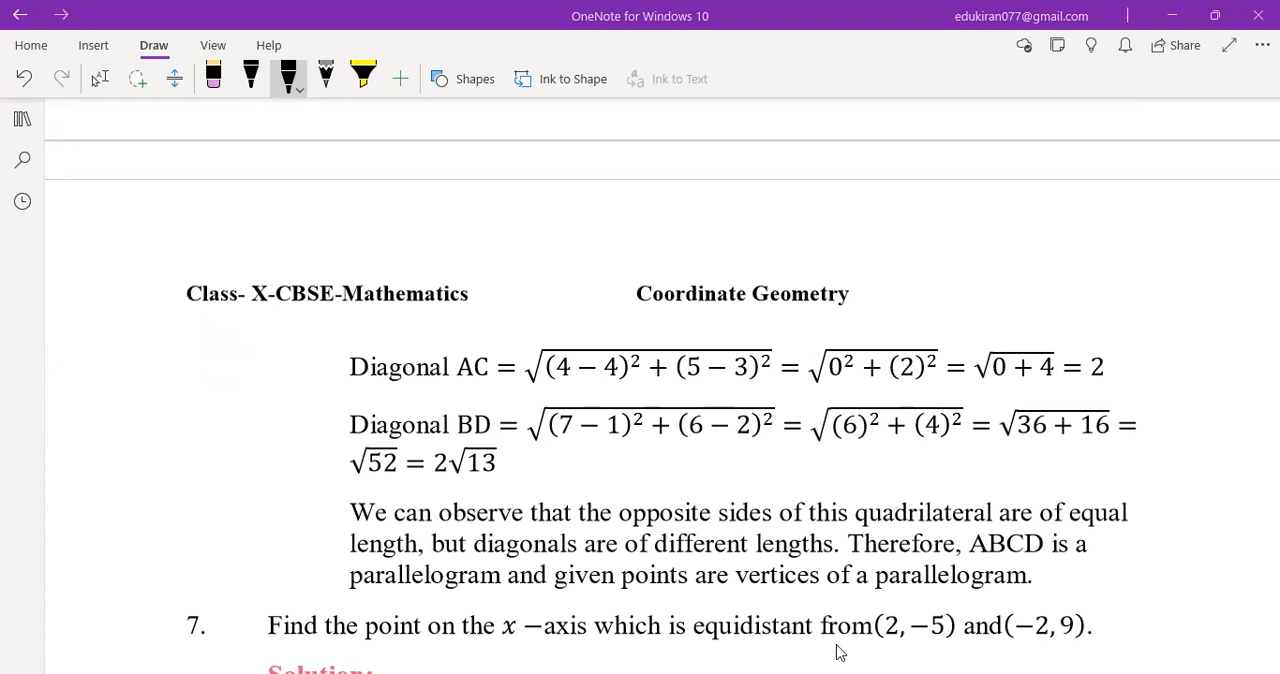 OneNote for Windows 10
edukiran077@gmail.com
Home Insert Draw View Help
Share
Shapes Ink to Shape Ink to Text
Class- X-CBSE-Mathematics Coordinate Geometry
Diagonal AC = √(4 − 4)² + (5 − 3)² = √0² + (2)² = √0 + 4 = 2
Diagonal BD = √(7 − 1)² + (6 − 2)² = √(6)² + (4)² = √36 + 16 =
√52 = 2√13
We can observe that the opposite sides of this quadrilateral are of equal
length, but diagonals are of different lengths. Therefore, ABCD is a
parallelogram and given points are vertices of a parallelogram.
7. Find the point on the x −axis which is equidistant from(2, −5) and(−2, 9).
Solution: